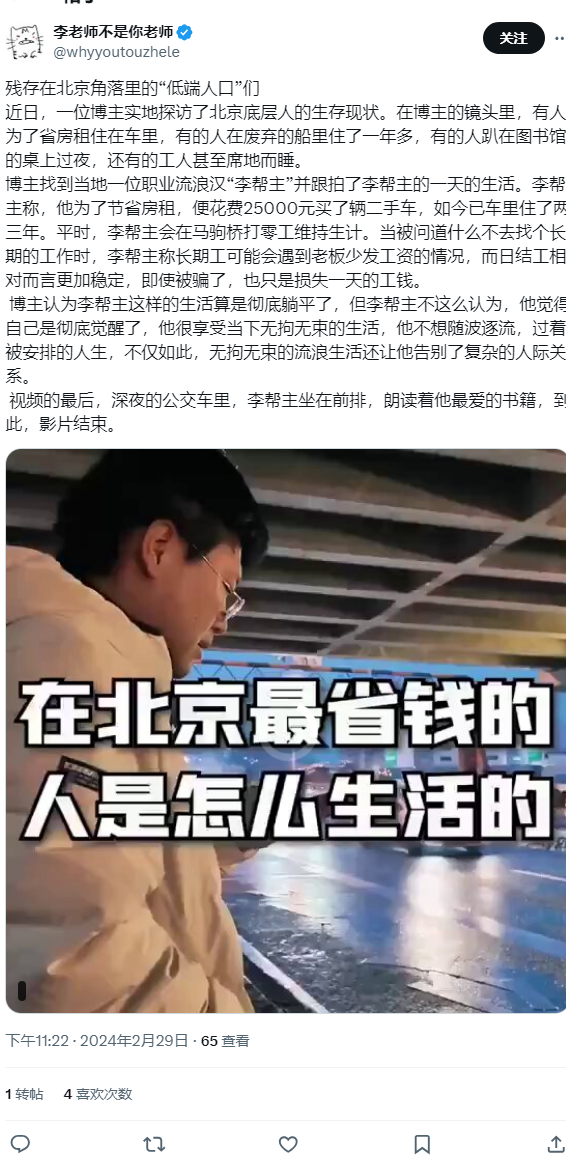 李老师不是你老师
@whyyoutouzhele
关注
残存在北京角落里的“低端人口”们
近日，一位博主实地探访了北京底层人的生存现状。在博主的镜头里，有人
为了省房租住在车里，有的人在废弃的船里住了一年多，有的人趴在图书馆
的桌上过夜，还有的工人甚至席地而睡。
博主找到当地一位职业流浪汉“李帮主”并跟拍了李帮主的一天的生活。李帮
主称，他为了节省房租，便花费25000元买了辆二手车，如今已车里住了两
三年。平时，李帮主会在马驹桥打零工维持生计。当被问道什么不去找个长
期的工作时，李帮主称长期工可能会遇到老板少发工资的情况，而日结工相
对而言更加稳定，即使被骗了，也只是损失一天的工钱。
博主认为李帮主这样的生活算是彻底躺平了，但李帮主不这么认为，他觉得
自己是彻底觉醒了，他很享受当下无拘无束的生活，他不想随波逐流，过着
被安排的人生，不仅如此，无拘无束的流浪生活还让他告别了复杂的人际关
系。
视频的最后，深夜的公交车里，李帮主坐在前排，朗读着他最爱的书籍，到
此，影片结束。
在北京最省钱的
人是怎么生活的
下午11:22 · 2024年2月29日 · 65 查看
1 转帖 4 喜欢次数